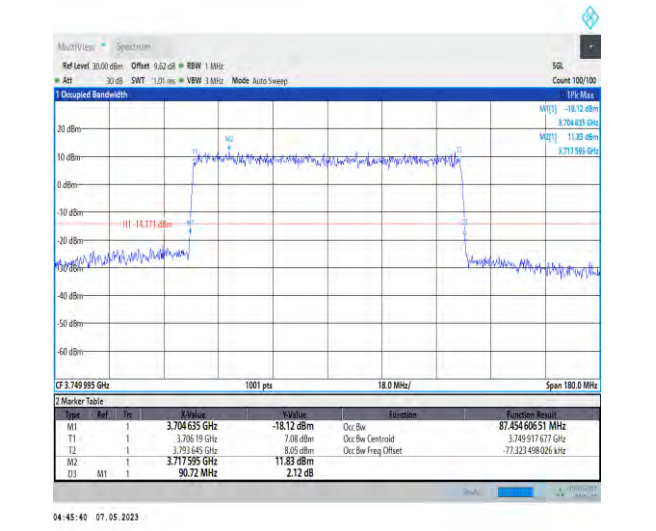 MultiView Spectrum
Ref Level 30.00 dBm Offset 9.62 dB RBW 1 MHz SGL
Att 30 dB SWT 1.01 ms VBW 3 MHz Mode Auto Sweep Count 100/100
1 Occupied Bandwidth 1Pk Max
M1[1] -18.12 dBm
3.704 635 GHz
M2[1] 11.83 dBm
3.717 595 GHz
20 dBm
M2
T1 T2
10 dBm
0 dBm
-10 dBm
H1 -14.171 dBm M1 D3
-20 dBm
-30 dBm
-40 dBm
-50 dBm
-60 dBm
CF 3.749 995 GHz 1001 pts 18.0 MHz/ Span 180.0 MHz
2 Marker Table
Type Ref Trc X-Value Y-Value Function Function Result
M1 1 3.704 635 GHz -18.12 dBm Occ Bw 87.454 606 51 MHz
T1 1 3.706 19 GHz 7.08 dBm Occ Bw Centroid 3.749 917 677 GHz
T2 1 3.793 645 GHz 8.05 dBm Occ Bw Freq Offset -77.323 498 026 kHz
M2 1 3.717 595 GHz 11.83 dBm
D3 M1 1 90.72 MHz 2.12 dB
04:45:40 07.05.2023